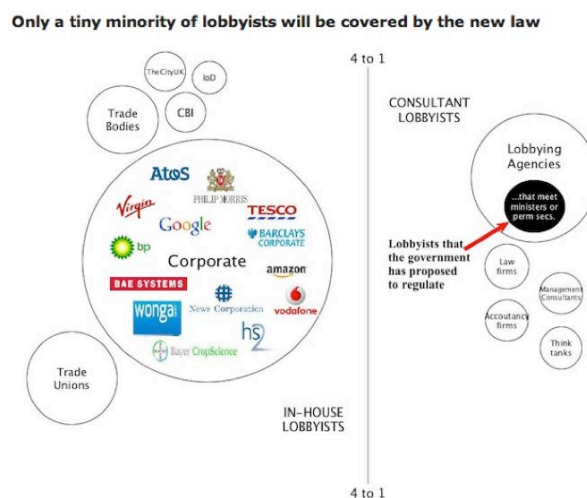 Only a tiny minority of lobbyists will be covered by the new law
4 to 1
TheCityUK
IoD
CBI
Trade
Bodies
CONSULTANT
LOBBYISTS
Lobbying
Agencies
...that meet
ministers or
perm secs.
Lobbyists that
the government
has proposed
to regulate
Law
firms
Management
Consultants
Accoutancy
firms
Think
tanks
AtoS
PHILIP MORRIS
Virgin
TESCO
Google
BARCLAYS
CORPORATE
bp
Corporate
amazon
BAE SYSTEMS
wonga
News Corporation
vodafone
hs2
BAYER
Bayer CropScience
Trade
Unions
IN-HOUSE
LOBBYISTS
4 to 1